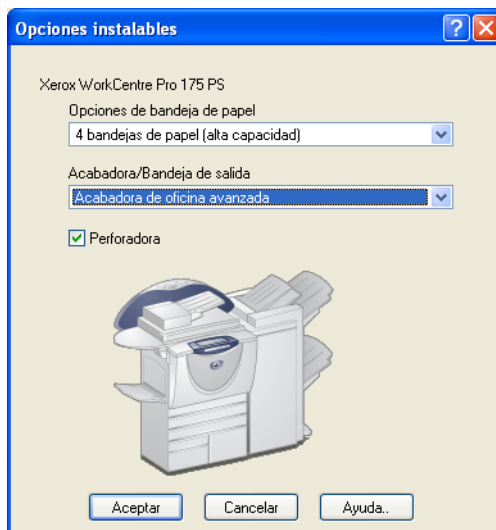 Opciones instalables
Xerox WorkCentre Pro 175 PS
Opciones de bandeja de papel
4 bandejas de papel (alta capacidad)
Acabadora/Bandeja de salida
Acabadora de oficina avanzada
Perforadora
Aceptar Cancelar Ayuda..